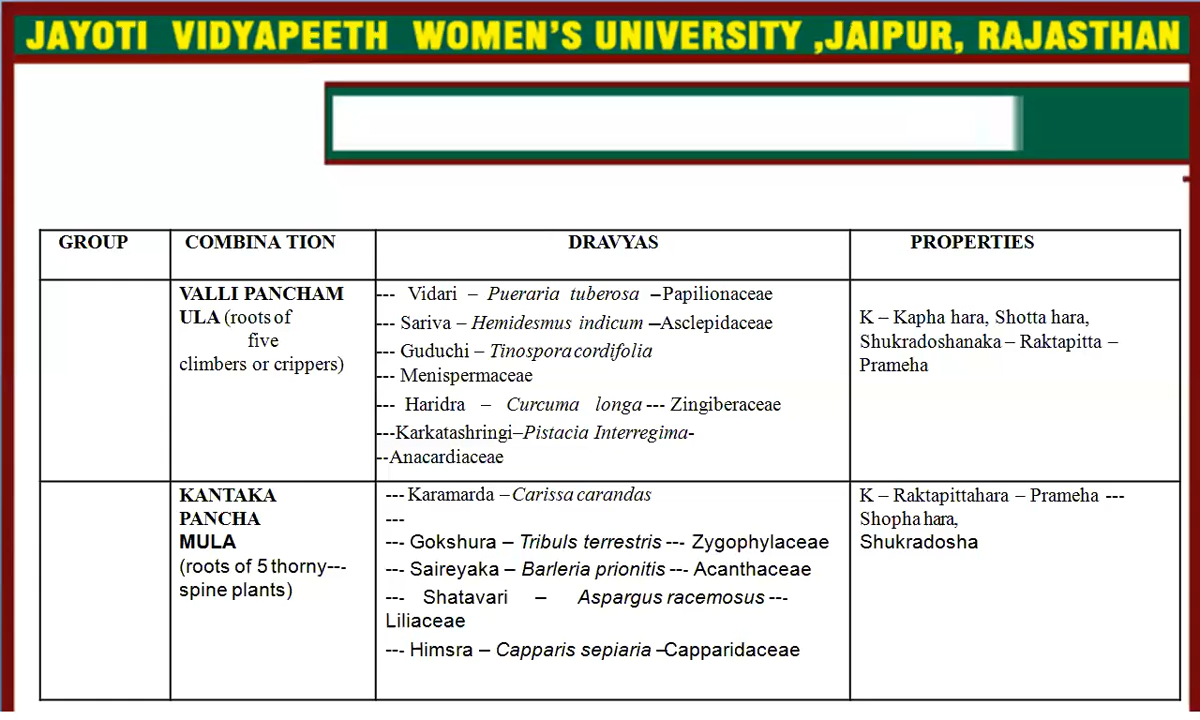 JAYOTI VIDYAPEETH WOMEN'S UNIVERSITY ,JAIPUR, RAJASTHAN
GROUP COMBINA TION DRAVYAS PROPERTIES
VALLI PANCHAM
ULA (roots of
five
climbers or crippers)
--- Vidari – Pueraria tuberosa –Papilionaceae
--- Sariva – Hemidesmus indicum –Asclepidaceae
--- Guduchi – Tinospora cordifolia
--- Menispermaceae
--- Haridra – Curcuma longa --- Zingiberaceae
---Karkatashringi–Pistacia Interregima-
--Anacardiaceae
K – Kapha hara, Shotta hara,
Shukradoshanaka – Raktapitta –
Prameha
KANTAKA
PANCHA
MULA
(roots of 5 thorny---
spine plants)
--- Karamarda – Carissa carandas
---
--- Gokshura – Tribuls terrestris --- Zygophylaceae
--- Saireyaka – Barleria prionitis --- Acanthaceae
--- Shatavari – Aspargus racemosus ---
Liliaceae
--- Himsra – Capparis sepiaria –Capparidaceae
K – Raktapittahara – Prameha ---
Shopha hara,
Shukradosha